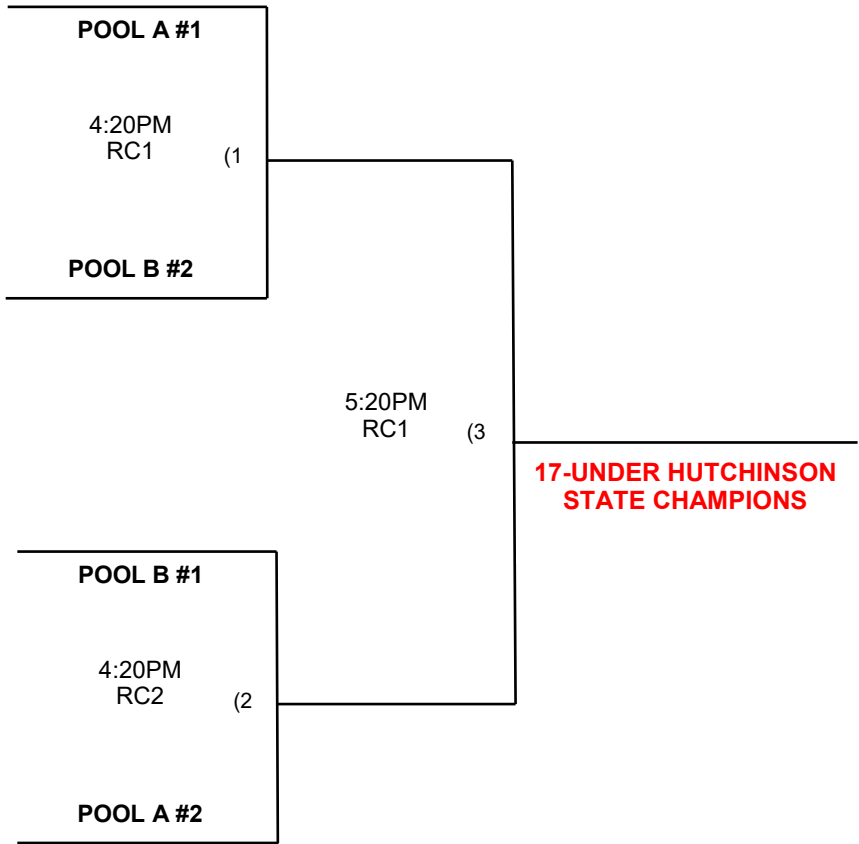 POOL A #1
4:20PM
RC1
(1
POOL B #2
5:20PM
RC1
(3
17-UNDER HUTCHINSON
STATE CHAMPIONS
POOL B #1
4:20PM
RC2
(2
POOL A #2